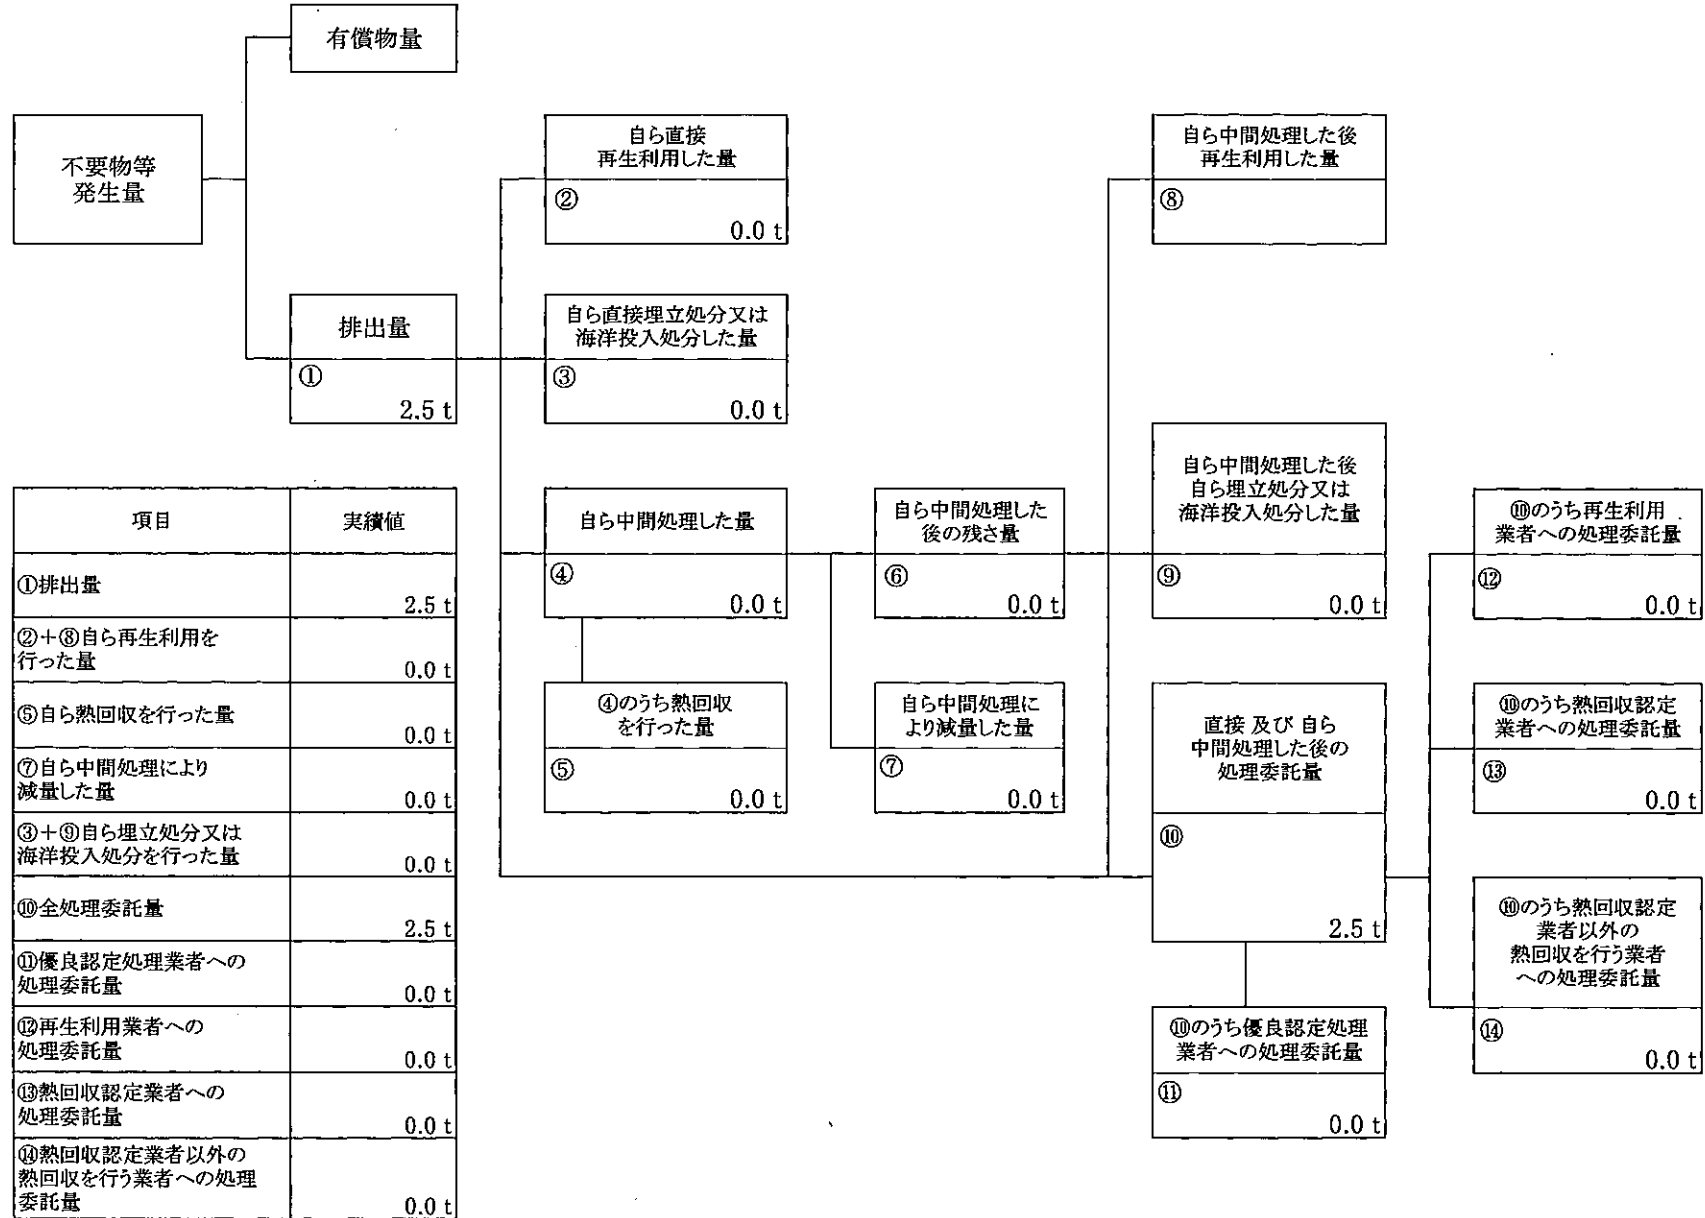 有償物量
不要物等
発生量
排出量
①
2.5 t
自ら直接
再生利用した量
②
0.0 t
自ら直接埋立処分又は
海洋投入処分した量
③
0.0 t
自ら中間処理した量
④
0.0 t
④のうち熱回収
を行った量
⑤
0.0 t
自ら中間処理した
後の残さ量
⑥
0.0 t
自ら中間処理に
より減量した量
⑦
0.0 t
自ら中間処理した後
再生利用した量
⑧
自ら中間処理した後
自ら埋立処分又は
海洋投入処分した量
⑨
0.0 t
直接 及び 自ら
中間処理した後の
処理委託量
⑩
2.5 t
⑩のうち優良認定処理
業者への処理委託量
⑪
0.0 t
⑩のうち再生利用
業者への処理委託量
⑫
0.0 t
⑩のうち熱回収認定
業者への処理委託量
⑬
0.0 t
⑩のうち熱回収認定
業者以外の
熱回収を行う業者
への処理委託量
⑭
0.0 t
項目 実績値
①排出量
2.5 t
②+⑧自ら再生利用を
行った量
0.0 t
⑤自ら熱回収を行った量
0.0 t
⑦自ら中間処理により
減量した量
0.0 t
③+⑨自ら埋立処分又は
海洋投入処分を行った量
0.0 t
⑩全処理委託量
2.5 t
⑪優良認定処理業者への
処理委託量
0.0 t
⑫再生利用業者への
処理委託量
0.0 t
⑬熱回収認定業者への
処理委託量
0.0 t
⑭熱回収認定業者以外の
熱回収を行う業者への処理
委託量
0.0 t